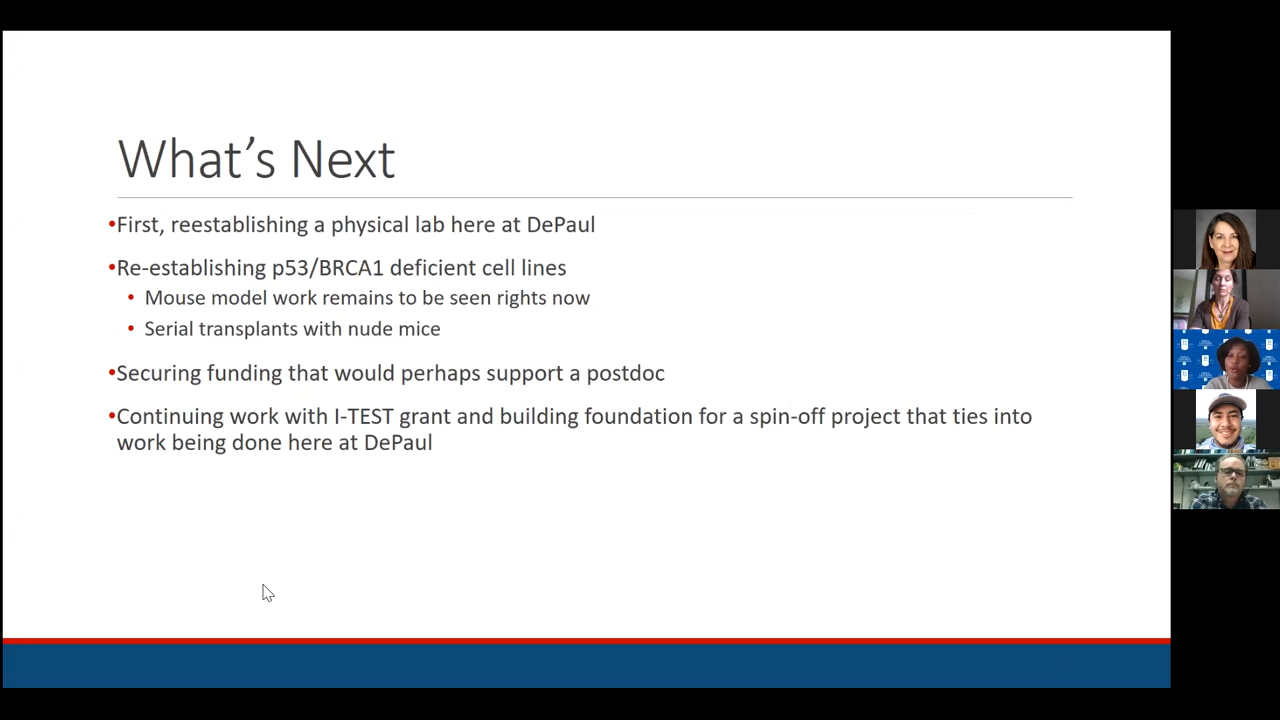 What's Next
•First, reestablishing a physical lab here at DePaul
•Re-establishing p53/BRCA1 deficient cell lines
• Mouse model work remains to be seen rights now
• Serial transplants with nude mice
•Securing funding that would perhaps support a postdoc
•Continuing work with I-TEST grant and building foundation for a spin-off project that ties into
work being done here at DePaul